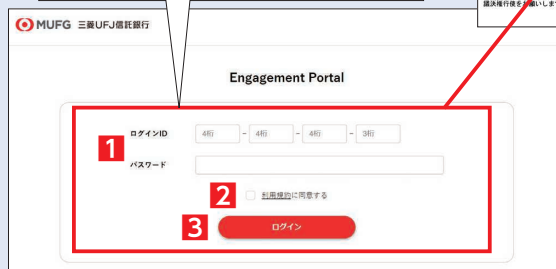 議決権行使をお願いします
MUFG 三菱UFJ信託銀行
Engagement Portal
1
ログインID
4桁 - 4桁 - 4桁 - 3桁
パスワード
2
利用規約に同意する
3
ログイン